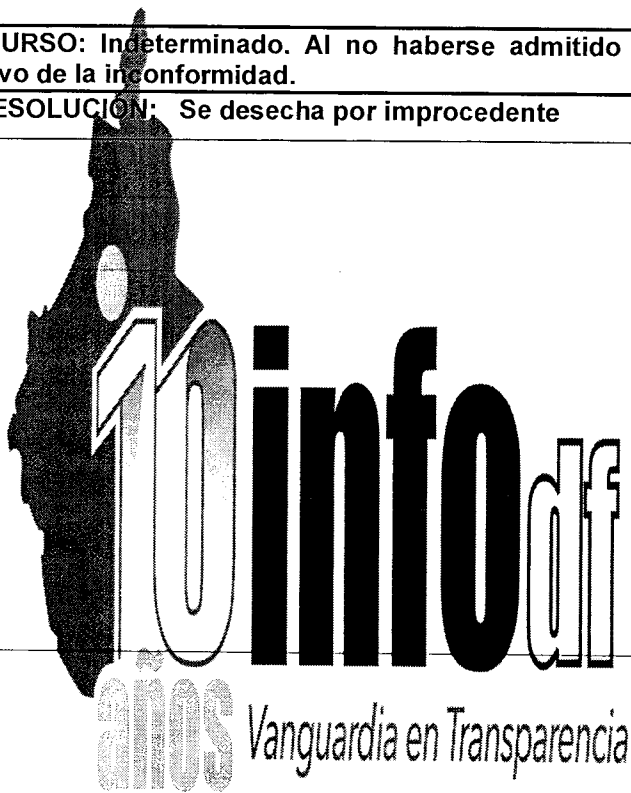 URSO: Indeterminado. Al no haberse admitido
vo de la inconformidad.
ESOLUCIÓN: Se desecha por improcedente
10 info df
años Vanguardia en Transparencia